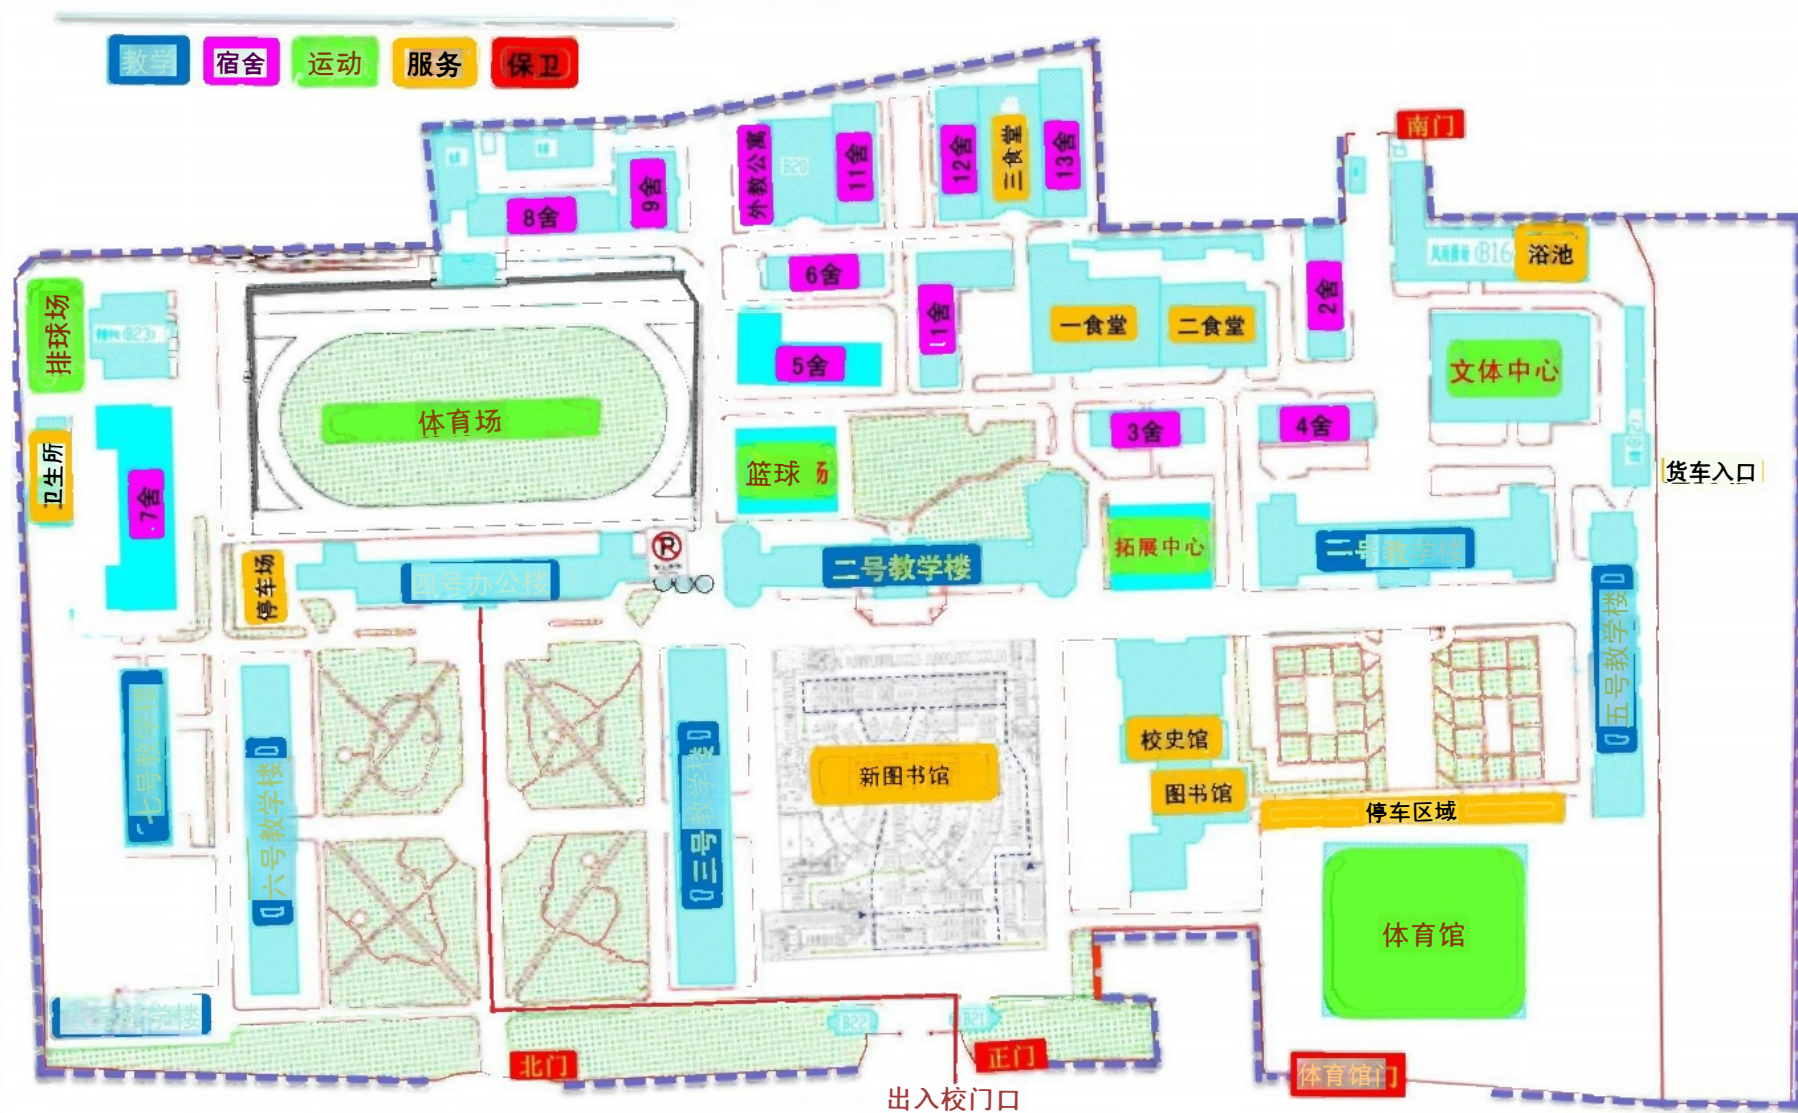 教学 宿舍 运动 服务 保卫
南门
外教公寓
11舍
12舍
三食堂
13舍
9舍
8舍
浴池
排球场
6舍
11舍
一食堂
二食堂
2舍
5舍
文体中心
体育场
3舍
4舍
卫生所
7舍
篮球 场
货车入口
拓展中心
停车场
四号办公楼
二号教学楼
号教学楼
五号教学楼
七号教学楼
六号教学楼
三号教学楼
校史馆
新图书馆
图书馆
停车区域
体育馆
B22
B21
北门
正门
体育馆门
出入校门口